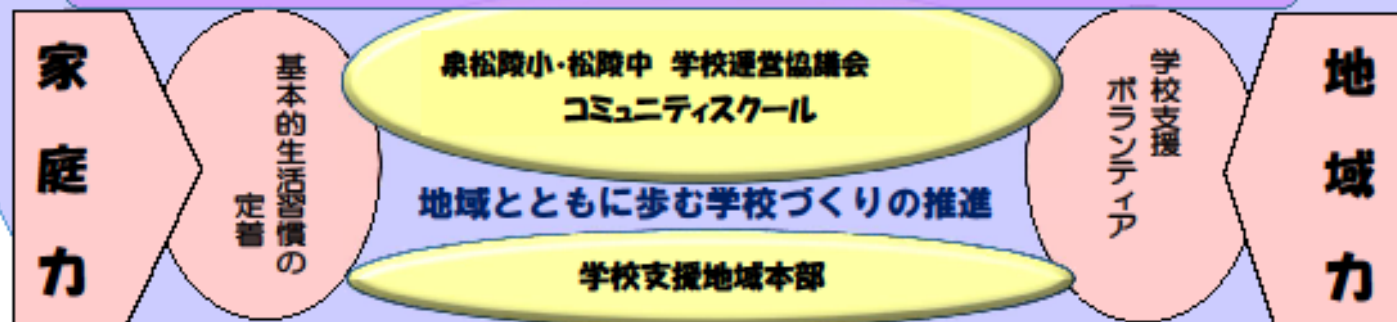 家庭力
基本的生活習慣の
定着
泉松陵小・松陵中 学校運営協議会
コミュニティスクール
地域とともに歩む学校づくりの推進
学校支援地域本部
学校支援
ボランティア
地域力